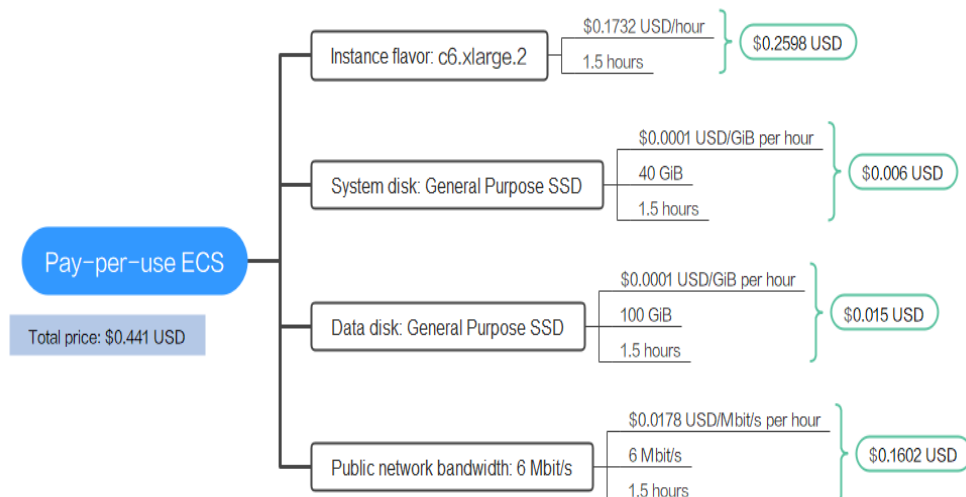 Pay-per-use ECS
Total price: $0.441 USD
Instance flavor: c6.xlarge.2
$0.1732 USD/hour
1.5 hours
$0.2598 USD
System disk: General Purpose SSD
$0.0001 USD/GiB per hour
40 GiB
1.5 hours
$0.006 USD
Data disk: General Purpose SSD
$0.0001 USD/GiB per hour
100 GiB
1.5 hours
$0.015 USD
Public network bandwidth: 6 Mbit/s
$0.0178 USD/Mbit/s per hour
6 Mbit/s
1.5 hours
$0.1602 USD